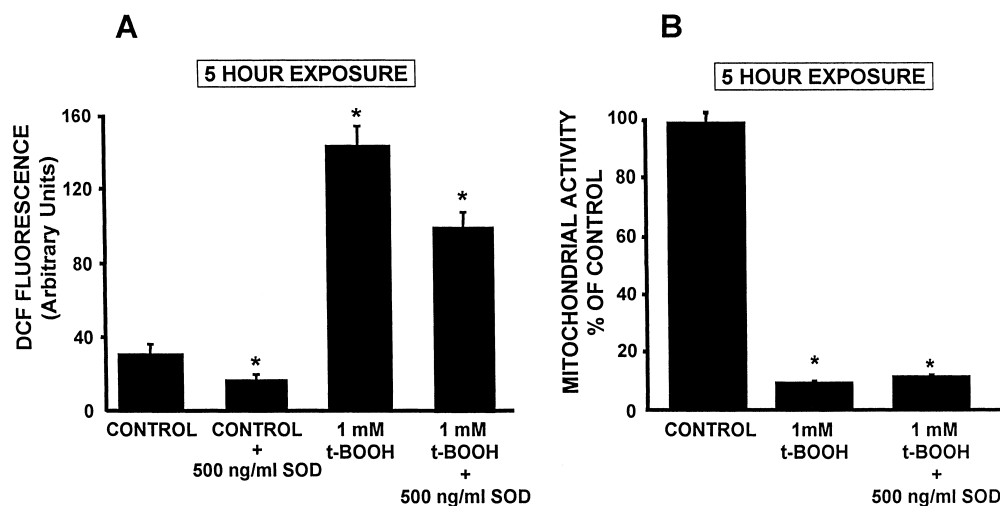 A
5 HOUR EXPOSURE
DCF FLUORESCENCE
(Arbitrary Units)
160
120
80
40
0
*
*
*
CONTROL
CONTROL
+
500 ng/ml SOD
1 mM
t-BOOH
1 mM
t-BOOH
+
500 ng/ml SOD
B
5 HOUR EXPOSURE
MITOCHONDRIAL ACTIVITY
% OF CONTROL
100
80
60
40
20
0
*
*
CONTROL
1mM
t-BOOH
1 mM
t-BOOH
+
500 ng/ml SOD